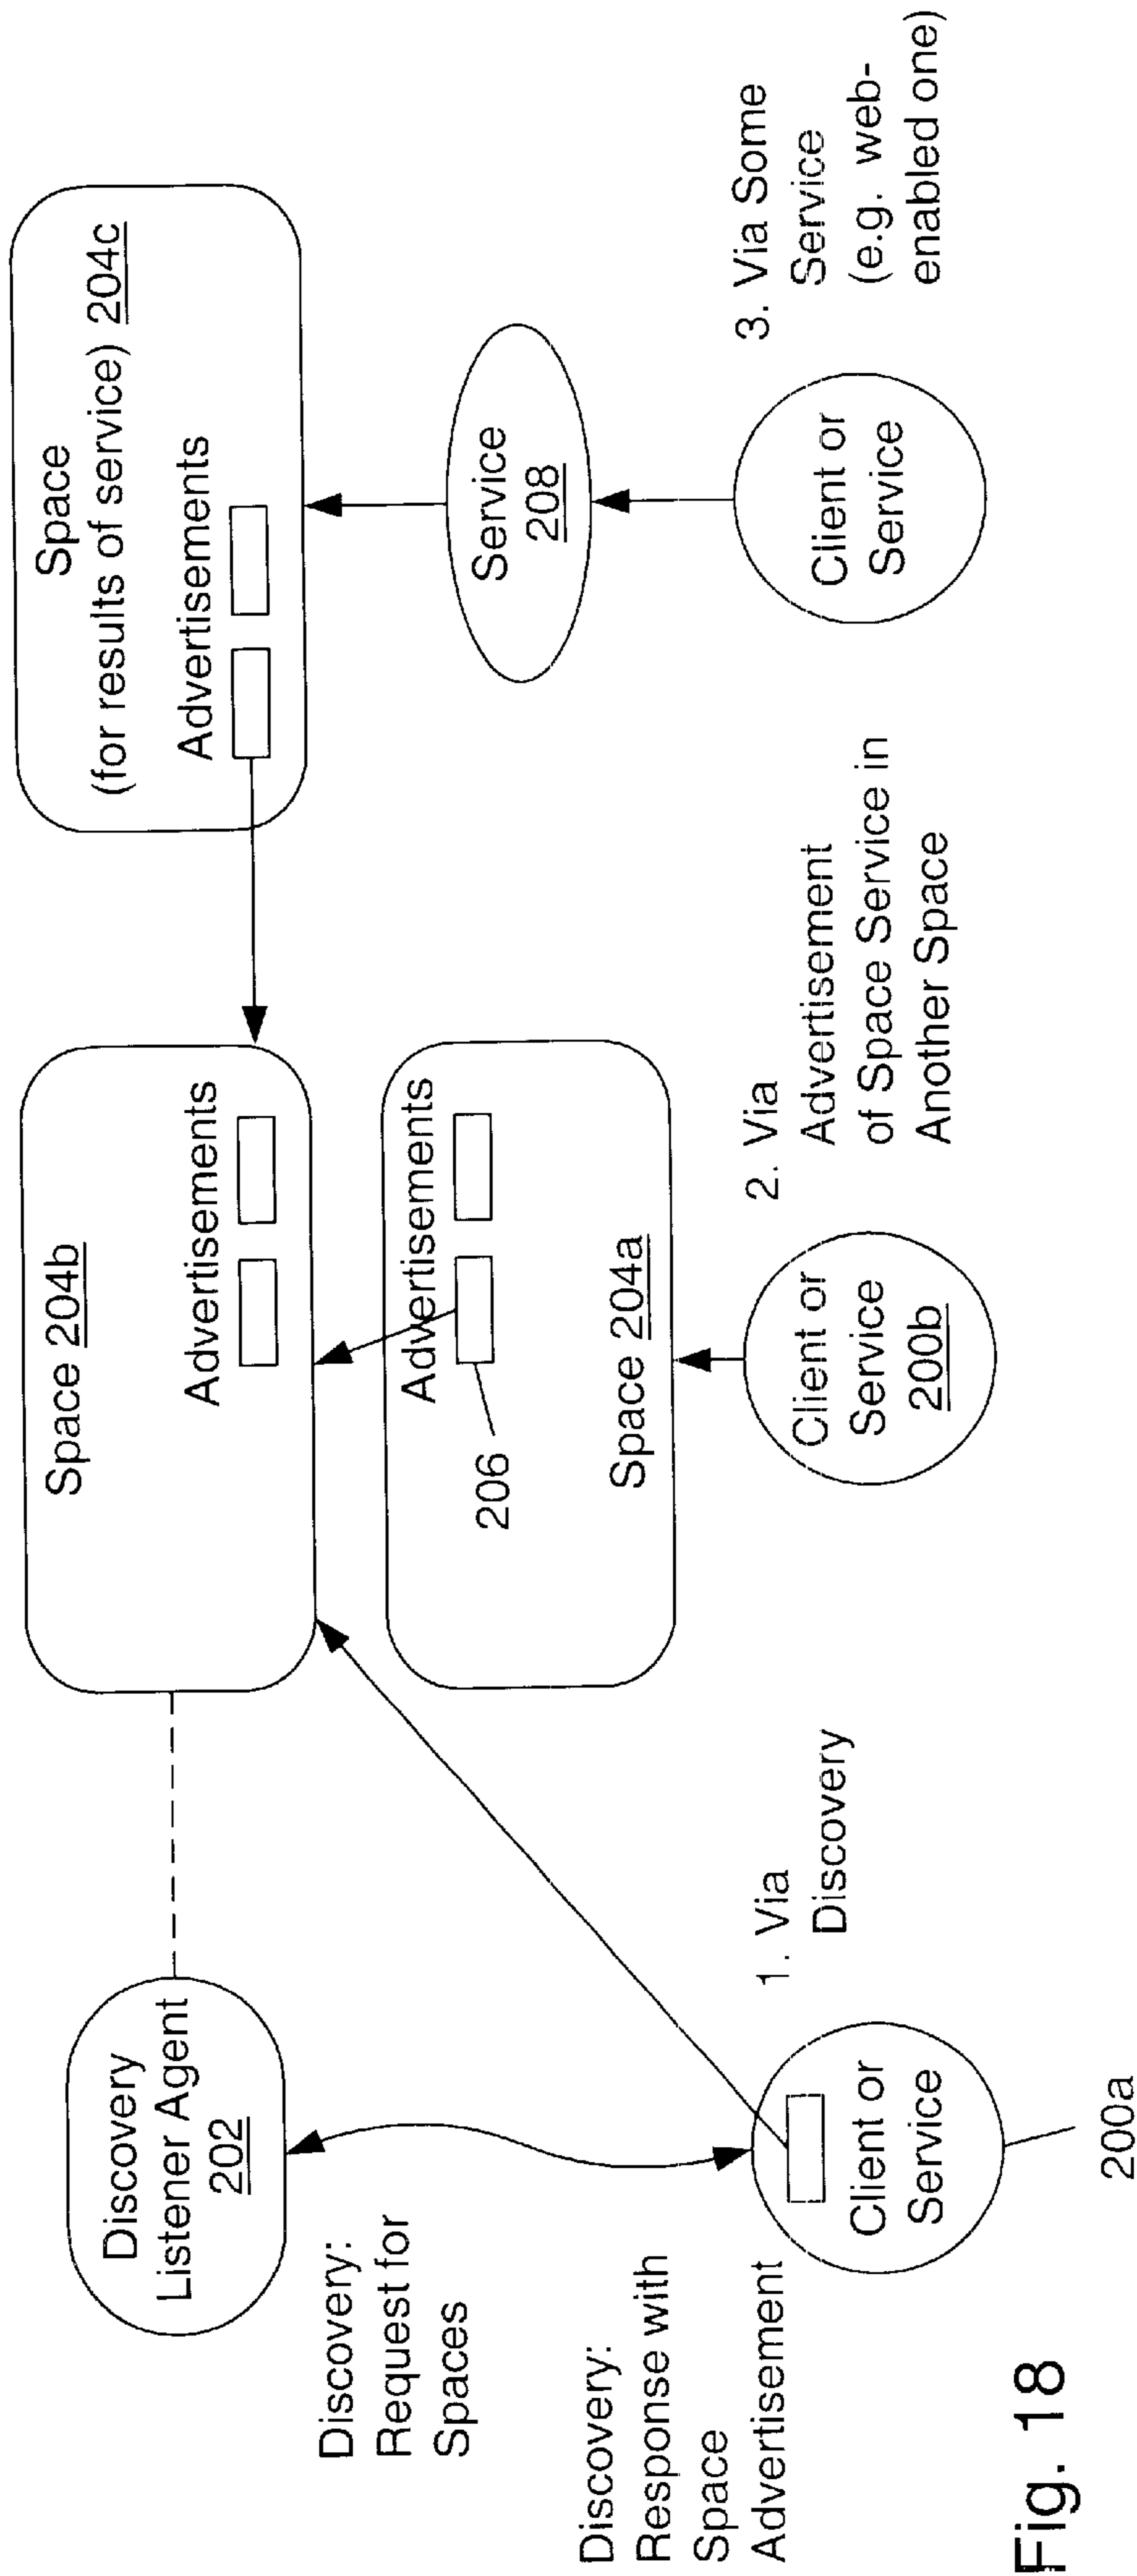 Discovery
Listener Agent
202
Discovery:
Request for
Spaces
Discovery:
Response with
Space
Advertisement
Client or
Service
200a
1. Via
Discovery
Space 204b
Advertisements
Advertisements
206
Space 204a
Client or
Service
200b
2. Via
Advertisement
of Space Service in
Another Space
Space
(for results of service) 204c
Advertisements
Service
208
Client or
Service
3. Via Some
Service
(e.g. web-
enabled one)
Fig. 18